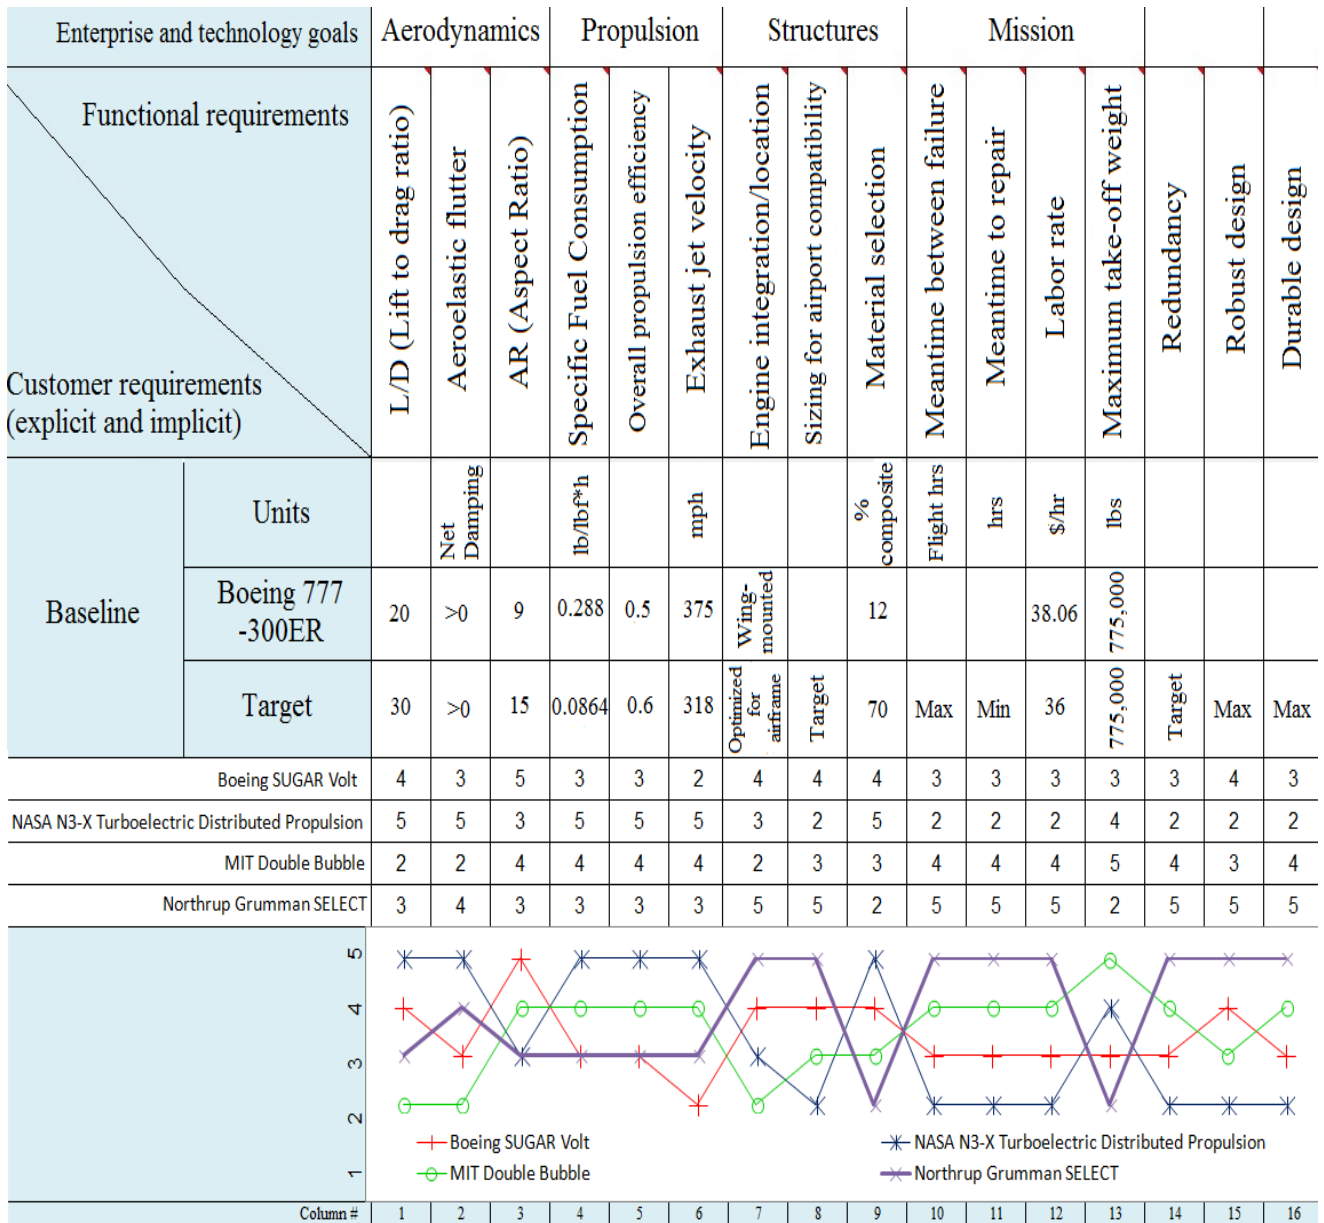 Enterprise and technology goals Aerodynamics Propulsion Structures Mission
Functional requirements
Customer requirements
(explicit and implicit)
L/D (Lift to drag ratio)
Aeroelastic flutter
AR (Aspect Ratio)
Specific Fuel Consumption
Overall propulsion efficiency
Exhaust jet velocity
Engine integration/location
Sizing for airport compatibility
Material selection
Meantime between failure
Meantime to repair
Labor rate
Maximum take-off weight
Redundancy
Robust design
Durable design
Baseline
Units
Net
Damping
lb/lbf*h
mph
%
composite
Flight hrs
hrs
$/hr
lbs
Boeing 777
-300ER
20 >0 9 0.288 0.5 375
Wing-
mounted
12 38.06 775,000
Target
30 >0 15 0.0864 0.6 318
Optimized
for
airframe
Target
70 Max Min 36 775,000 Target Max Max
Boeing SUGAR Volt 4 3 5 3 3 2 4 4 4 3 3 3 3 3 4 3
NASA N3-X Turboelectric Distributed Propulsion 5 5 3 5 5 5 3 2 5 2 2 2 4 2 2 2
MIT Double Bubble 2 2 4 4 4 4 2 3 3 4 4 4 5 4 3 4
Northrup Grumman SELECT 3 4 3 3 3 3 5 5 2 5 5 5 2 5 5 5
5
4
3
2
1
Boeing SUGAR Volt NASA N3-X Turboelectric Distributed Propulsion
MIT Double Bubble Northrup Grumman SELECT
Column # 1 2 3 4 5 6 7 8 9 10 11 12 13 14 15 16